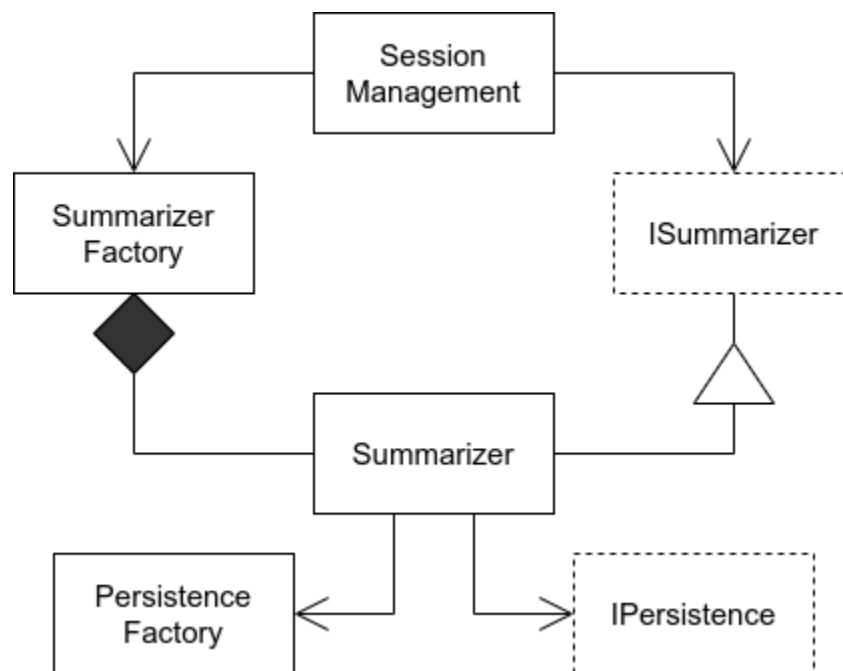 Session
Management
Summarizer
Factory
ISummarizer
Summarizer
Persistence
Factory
IPersistence